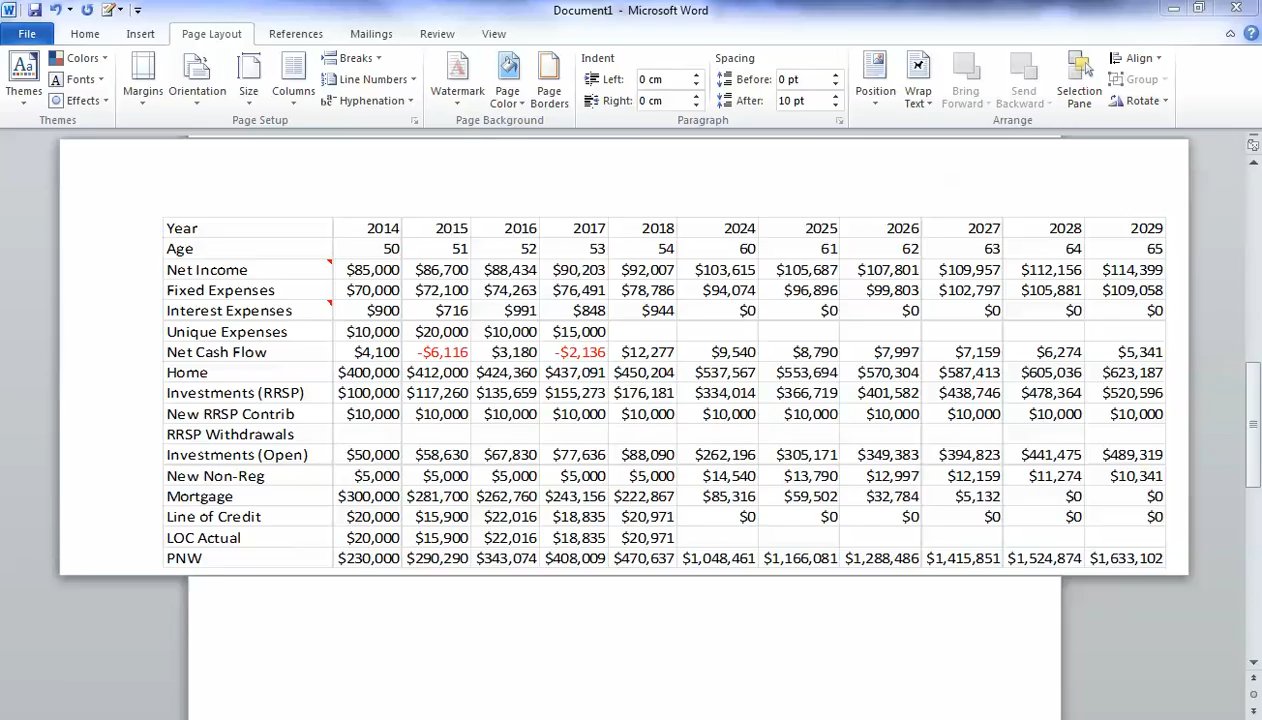 Document1 - Microsoft Word
File Home Insert Page Layout References Mailings Review View
Themes
Colors
Fonts
Effects
Themes
Margins Orientation Size Columns
Breaks
Line Numbers
Hyphenation
Page Setup
Watermark Page Color Page Borders
Page Background
Indent
Left: 0 cm
Right: 0 cm
Spacing
Before: 0 pt
After: 10 pt
Paragraph
Position Wrap Text Bring Forward Send Backward Selection Pane
Align
Group
Rotate
Arrange
Year 2014 2015 2016 2017 2018 2024 2025 2026 2027 2028 2029
Age 50 51 52 53 54 60 61 62 63 64 65
Net Income $85,000 $86,700 $88,434 $90,203 $92,007 $103,615 $105,687 $107,801 $109,957 $112,156 $114,399
Fixed Expenses $70,000 $72,100 $74,263 $76,491 $78,786 $94,074 $96,896 $99,803 $102,797 $105,881 $109,058
Interest Expenses $900 $716 $991 $848 $944 $0 $0 $0 $0 $0 $0
Unique Expenses $10,000 $20,000 $10,000 $15,000
Net Cash Flow $4,100 -$6,116 $3,180 -$2,136 $12,277 $9,540 $8,790 $7,997 $7,159 $6,274 $5,341
Home $400,000 $412,000 $424,360 $437,091 $450,204 $537,567 $553,694 $570,304 $587,413 $605,036 $623,187
Investments (RRSP) $100,000 $117,260 $135,659 $155,273 $176,181 $334,014 $366,719 $401,582 $438,746 $478,364 $520,596
New RRSP Contrib $10,000 $10,000 $10,000 $10,000 $10,000 $10,000 $10,000 $10,000 $10,000 $10,000 $10,000
RRSP Withdrawals
Investments (Open) $50,000 $58,630 $67,830 $77,636 $88,090 $262,196 $305,171 $349,383 $394,823 $441,475 $489,319
New Non-Reg $5,000 $5,000 $5,000 $5,000 $5,000 $14,540 $13,790 $12,997 $12,159 $11,274 $10,341
Mortgage $300,000 $281,700 $262,760 $243,156 $222,867 $85,316 $59,502 $32,784 $5,132 $0 $0
Line of Credit $20,000 $15,900 $22,016 $18,835 $20,971 $0 $0 $0 $0 $0 $0
LOC Actual $20,000 $15,900 $22,016 $18,835 $20,971
PNW $230,000 $290,290 $343,074 $408,009 $470,637 $1,048,461 $1,166,081 $1,288,486 $1,415,851 $1,524,874 $1,633,102